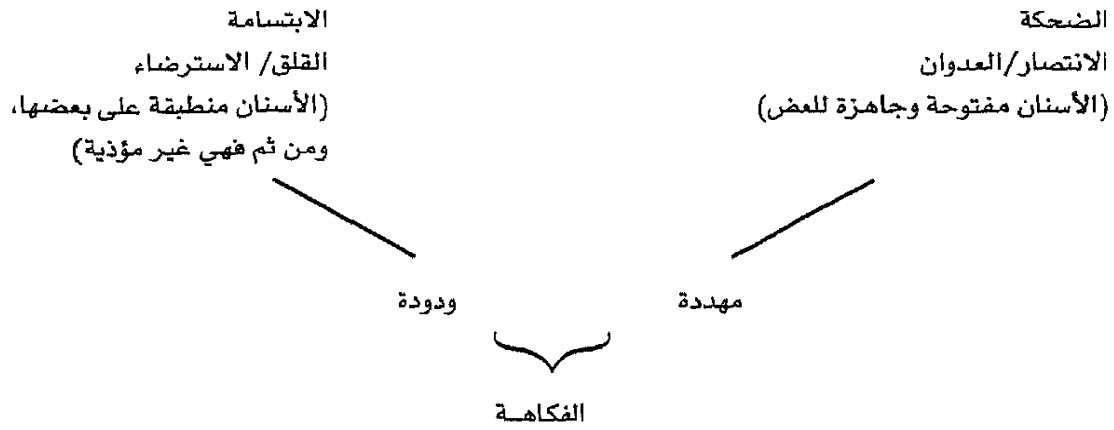 الضحكة
الانتصار/العدوان
(الأسنان مفتوحة وجاهزة للعض)
الابتسامة
القلق/ الاسترضاء
(الأسنان منطبقة على بعضها،
ومن ثم فهي غير مؤذية)
مهددة
ودودة
الفكاهــة